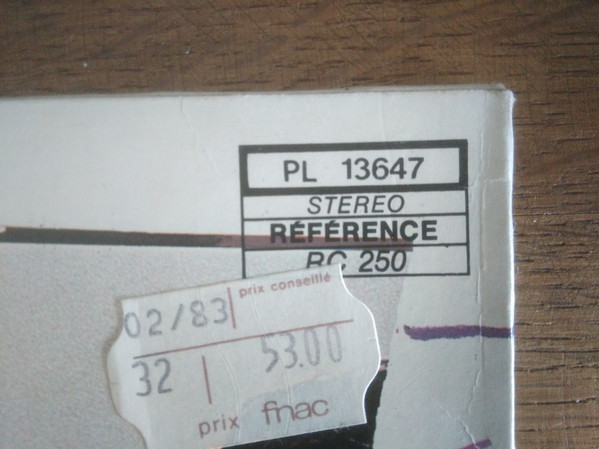 PL 13647
STEREO
RÉFÉRENCE
RC 250
prix conseillé
02/83
32 53.00
prix fnac